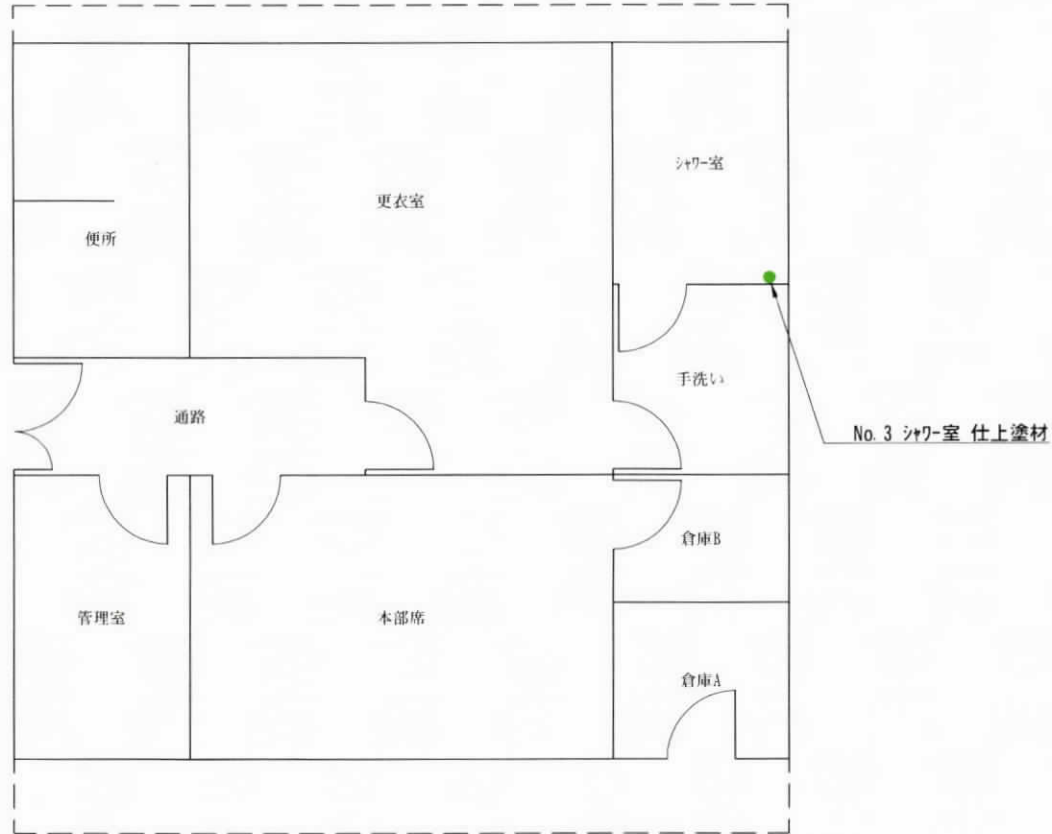 シャワー室
更衣室
便所
手洗い
通路
No. 3 シャワー室 仕上塗材
倉庫B
管理室
本部席
倉庫A